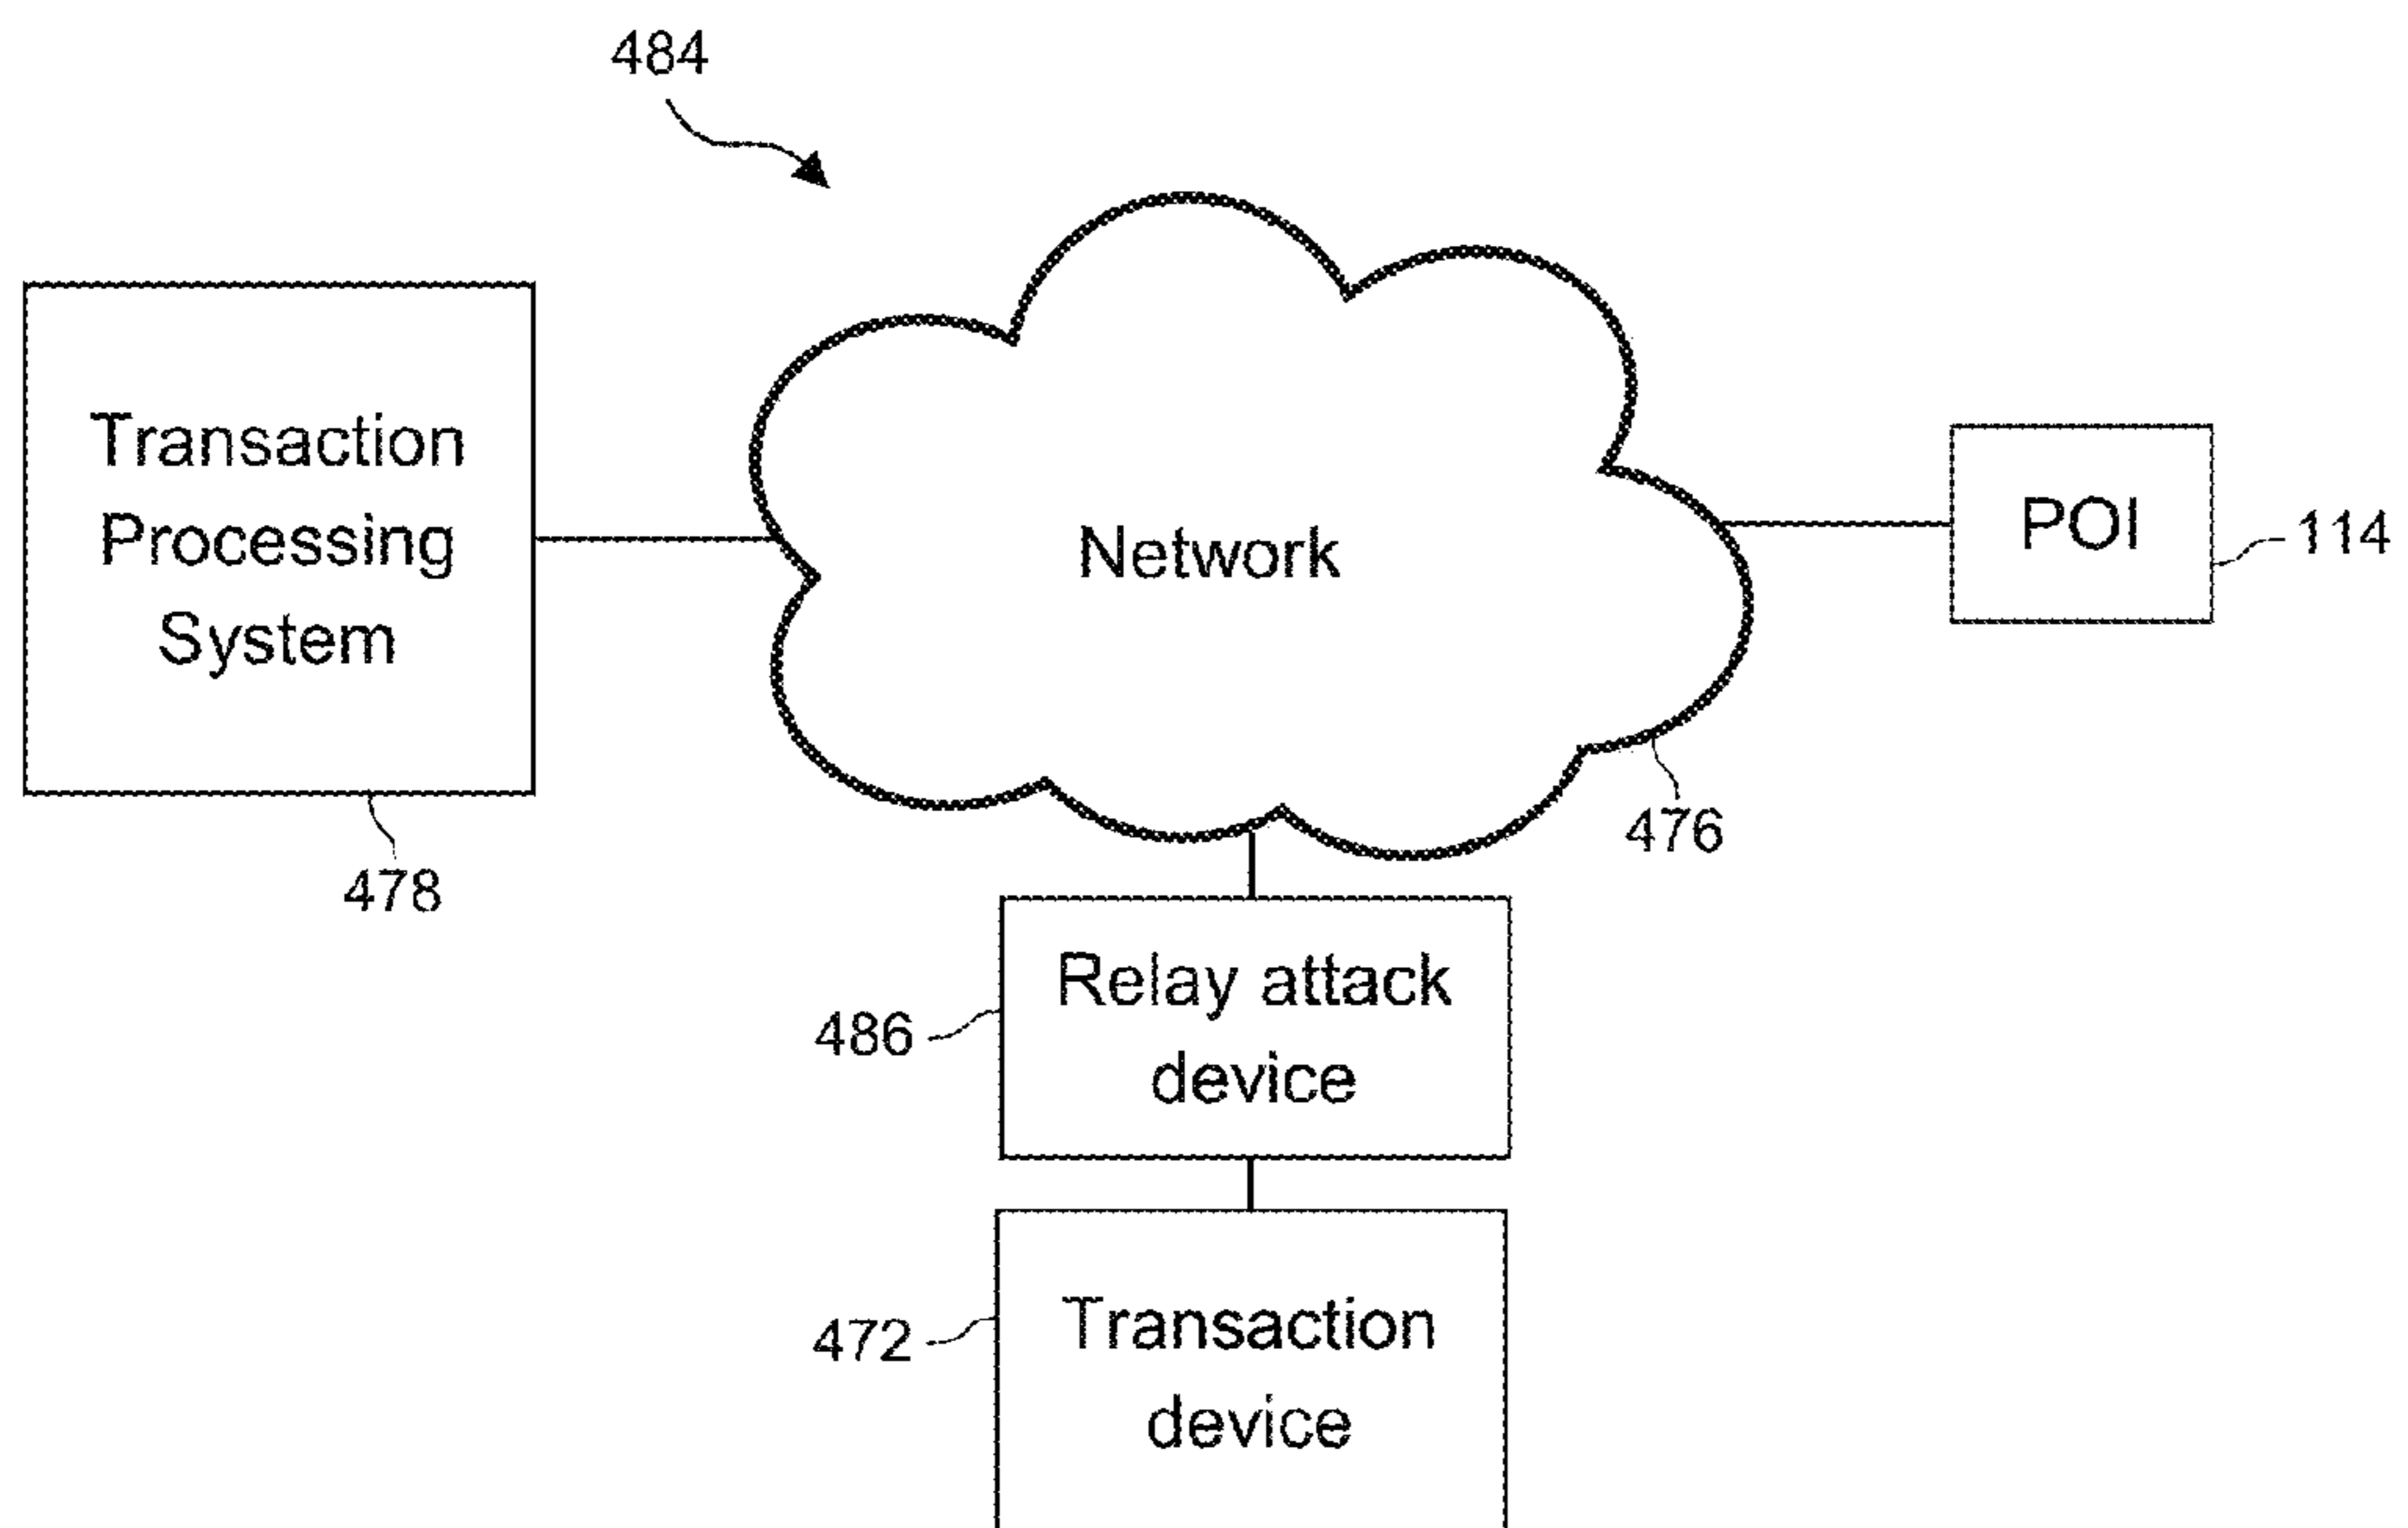 484
Transaction
Processing
System
478
Network
476
POI
114
Relay attack
device
486
Transaction
device
472